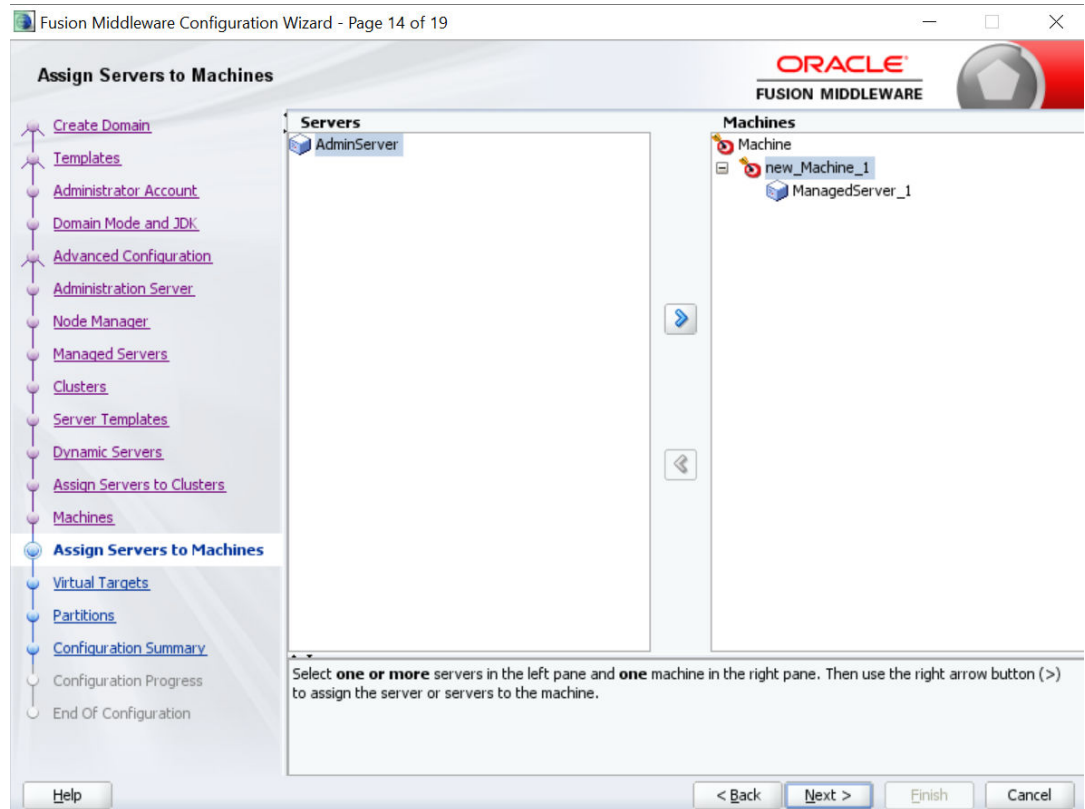 Fusion Middleware Configuration Wizard - Page 14 of 19
Assign Servers to Machines
ORACLE
FUSION MIDDLEWARE
Create Domain
Templates
Administrator Account
Domain Mode and JDK
Advanced Configuration
Administration Server
Node Manager
Managed Servers
Clusters
Server Templates
Dynamic Servers
Assign Servers to Clusters
Machines
Assign Servers to Machines
Virtual Targets
Partitions
Configuration Summary
Configuration Progress
End Of Configuration
Servers
AdminServer
Machines
Machine
new_Machine_1
ManagedServer_1
Select one or more servers in the left pane and one machine in the right pane. Then use the right arrow button (>)
to assign the server or servers to the machine.
Help
< Back
Next >
Finish
Cancel